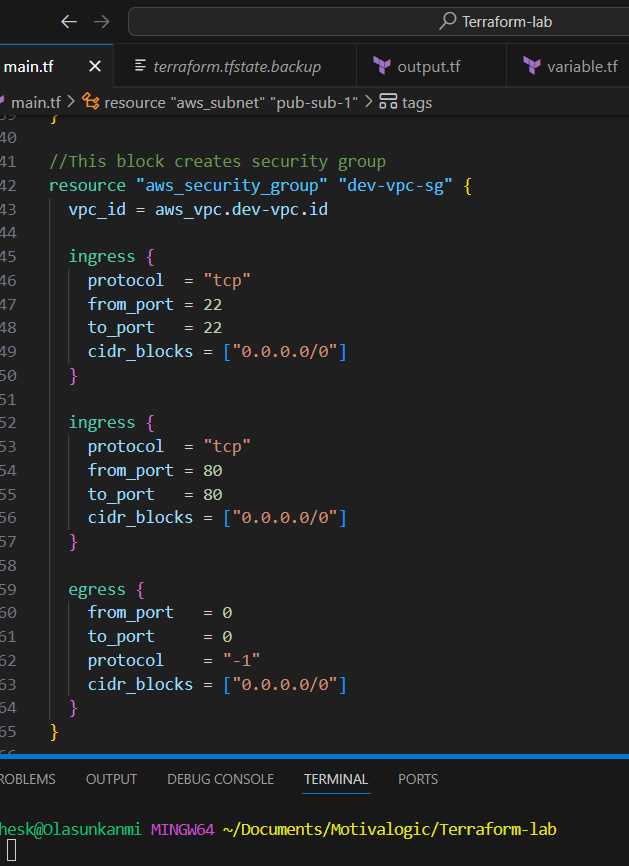 Terraform-lab
main.tf
terraform.tfstate.backup
output.tf
variable.tf
main.tf > resource "aws_subnet" "pub-sub-1" > tags
}
40
41 //This block creates security group
42 resource "aws_security_group" "dev-vpc-sg" {
43 vpc_id = aws_vpc.dev-vpc.id
44
45 ingress {
46 protocol = "tcp"
47 from_port = 22
48 to_port = 22
49 cidr_blocks = ["0.0.0.0/0"]
50 }
51
52 ingress {
53 protocol = "tcp"
54 from_port = 80
55 to_port = 80
56 cidr_blocks = ["0.0.0.0/0"]
57 }
58
59 egress {
60 from_port = 0
61 to_port = 0
62 protocol = "-1"
63 cidr_blocks = ["0.0.0.0/0"]
64 }
65 }
ROBLEMS OUTPUT DEBUG CONSOLE TERMINAL PORTS
hesk@Olasunkanmi MINGW64 ~/Documents/Motivalogic/Terraform-lab